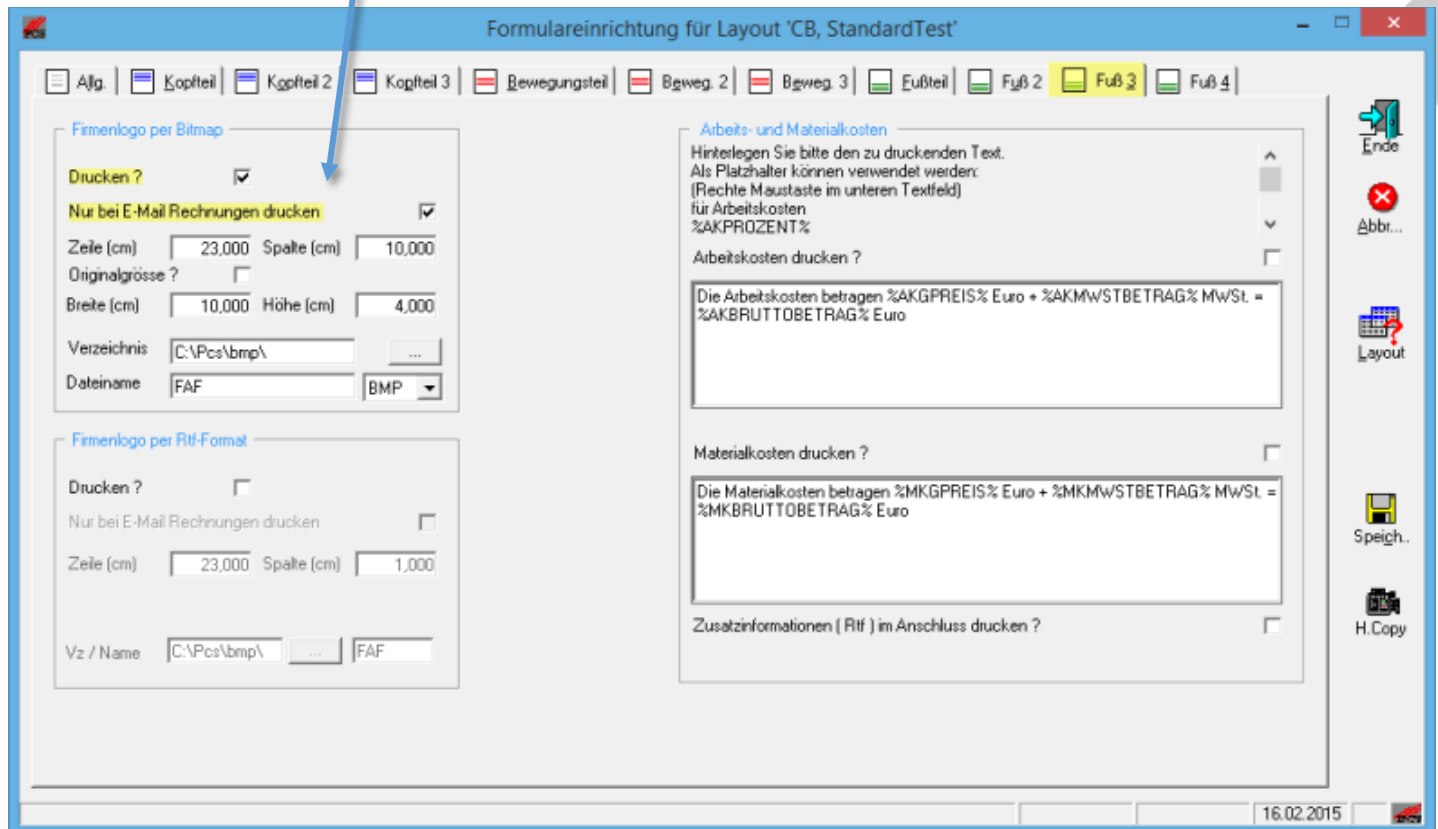 Formulareinrichtung für Layout 'CB, StandardTest'
Allg. Kopfteil Kopfteil 2 Kopfteil 3 Bewegungsteil Beweg. 2 Beweg. 3 Fußteil Fuß 2 Fuß 3 Fuß 4
Firmenlogo per Bitmap
Drucken ?
Nur bei E-Mail Rechnungen drucken
Zeile (cm) 23,000 Spalte (cm) 10,000
Originalgrösse ?
Breite (cm) 10,000 Höhe (cm) 4,000
Verzeichnis C:\Pcs\bmp\ ...
Dateiname FAF BMP
Firmenlogo per Rtf-Format
Drucken ?
Nur bei E-Mail Rechnungen drucken
Zeile (cm) 23,000 Spalte (cm) 1,000
Vz / Name C:\Pcs\bmp\ ... FAF
Arbeits- und Materialkosten
Hinterlegen Sie bitte den zu druckenden Text.
Als Platzhalter können verwendet werden:
(Rechte Maustaste im unteren Textfeld)
für Arbeitskosten
%AKPROZENT%
Arbeitskosten drucken ?
Die Arbeitskosten betragen %AKGPREIS% Euro + %AKMWSTBETRAG% MwSt. =
%AKBRUTTOBETRAG% Euro
Materialkosten drucken ?
Die Materialkosten betragen %MKGPREIS% Euro + %MKMWSTBETRAG% MWSt. =
%MKBRUTTOBETRAG% Euro
Zusatzinformationen ( Rtf ) im Anschluss drucken ?
Ende
Abbr...
Layout
Speich..
H.Copy
16.02.2015